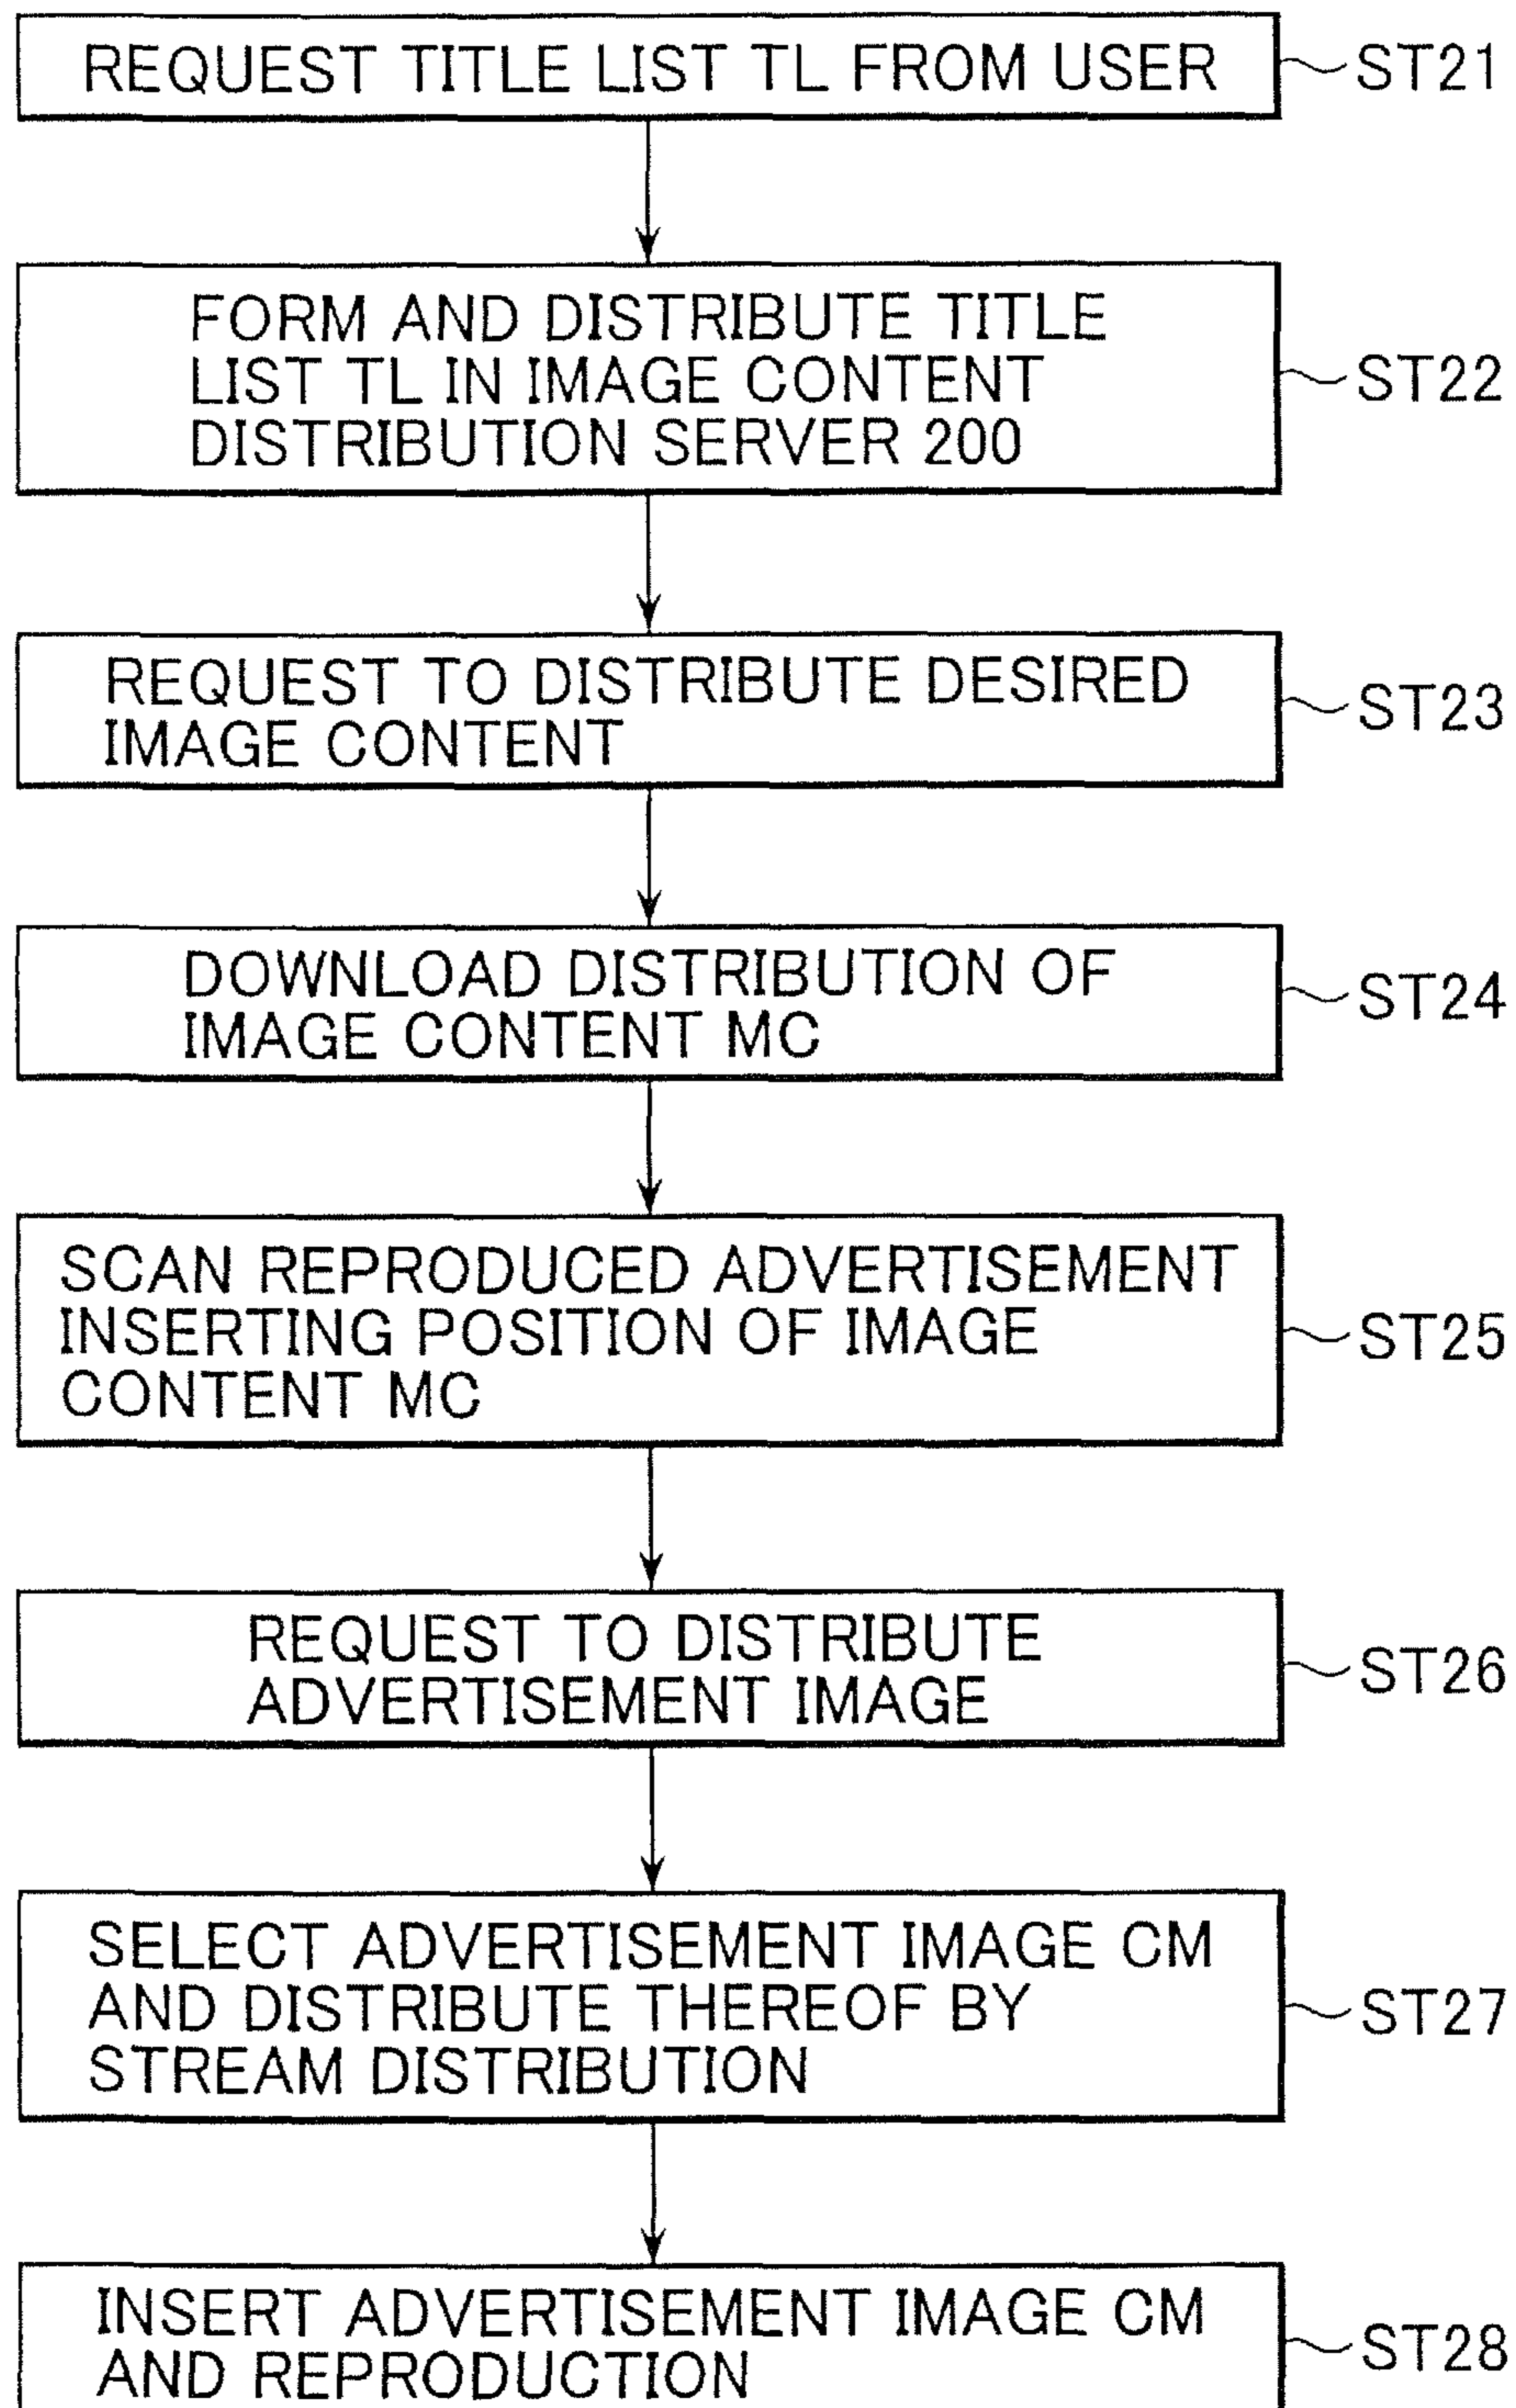 REQUEST TITLE LIST TL FROM USER
ST21
FORM AND DISTRIBUTE TITLE
LIST TL IN IMAGE CONTENT
DISTRIBUTION SERVER 200
ST22
REQUEST TO DISTRIBUTE DESIRED
IMAGE CONTENT
ST23
DOWNLOAD DISTRIBUTION OF
IMAGE CONTENT MC
ST24
SCAN REPRODUCED ADVERTISEMENT
INSERTING POSITION OF IMAGE
CONTENT MC
ST25
REQUEST TO DISTRIBUTE
ADVERTISEMENT IMAGE
ST26
SELECT ADVERTISEMENT IMAGE CM
AND DISTRIBUTE THEREOF BY
STREAM DISTRIBUTION
ST27
INSERT ADVERTISEMENT IMAGE CM
AND REPRODUCTION
ST28